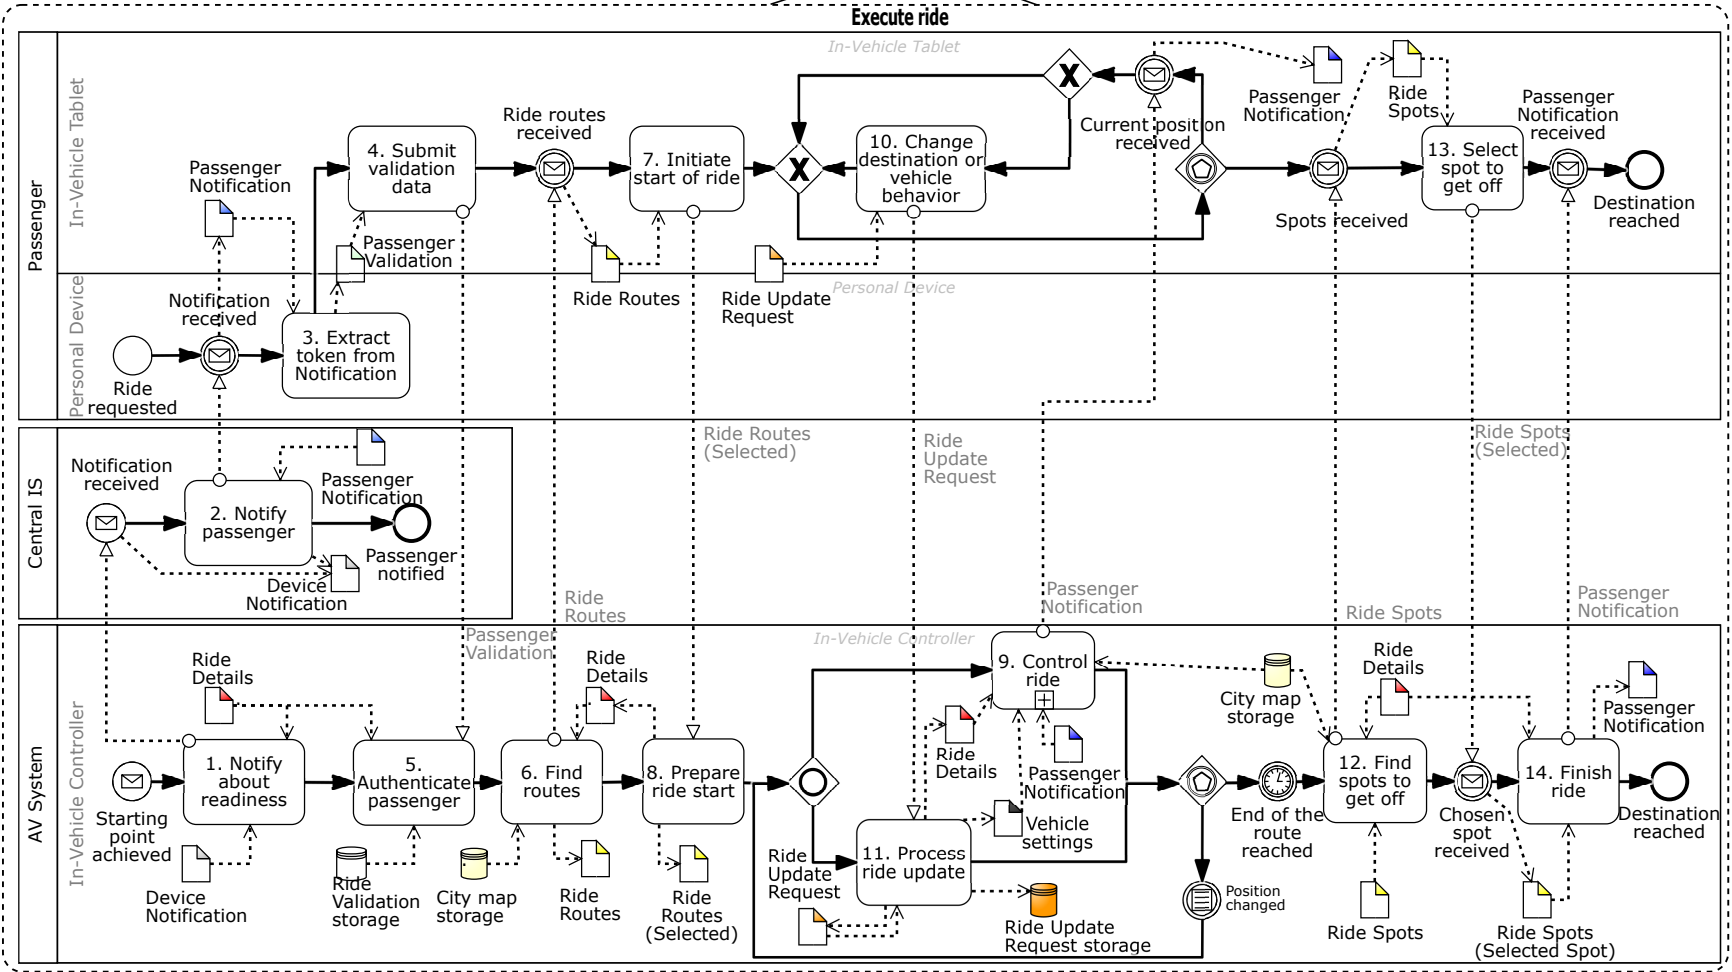 Execute ride
In-Vehicle Tablet
In-Vehicle Tablet
Passenger
Personal Device
Personal Device
Passenger
Notification
Notification
received
Ride
requested
3. Extract
token from
Notification
Passenger
Validation
4. Submit
validation
data
Ride routes
received
Ride Routes
7. Initiate
start of ride
X
X
10. Change
destination or
vehicle
behavior
Ride Update
Request
Current position
received
Passenger
Notification
Spots received
Ride
Spots
13. Select
spot to
get off
Passenger
Notification
received
Destination
reached
Ride Routes
(Selected)
Ride
Update
Request
Ride Spots
(Selected)
Central IS
Notification
received
2. Notify
passenger
Passenger
Notification
Passenger
notified
Device
Notification
Passenger
Validation
Ride
Routes
Passenger
Notification
Ride Spots
Passenger
Notification
AV System
In-Vehicle Controller
In-Vehicle Controller
Starting
point
achieved
Ride
Details
1. Notify
about
readiness
Device
Notification
5.
Authenticate
passenger
Ride
Validation
storage
6. Find
routes
City map
storage
Ride
Routes
Ride
Details
8. Prepare
ride start
Ride
Routes
(Selected)
9. Control
ride
Ride
Details
Passenger
Notification
Vehicle
settings
Ride
Update
Request
11. Process
ride update
Ride Update
Request storage
City map
storage
End of the
route
reached
Position
changed
Ride
Details
12. Find
spots to
get off
Ride Spots
Chosen
spot
received
Ride Spots
(Selected Spot)
14. Finish
ride
Passenger
Notification
Destination
reached